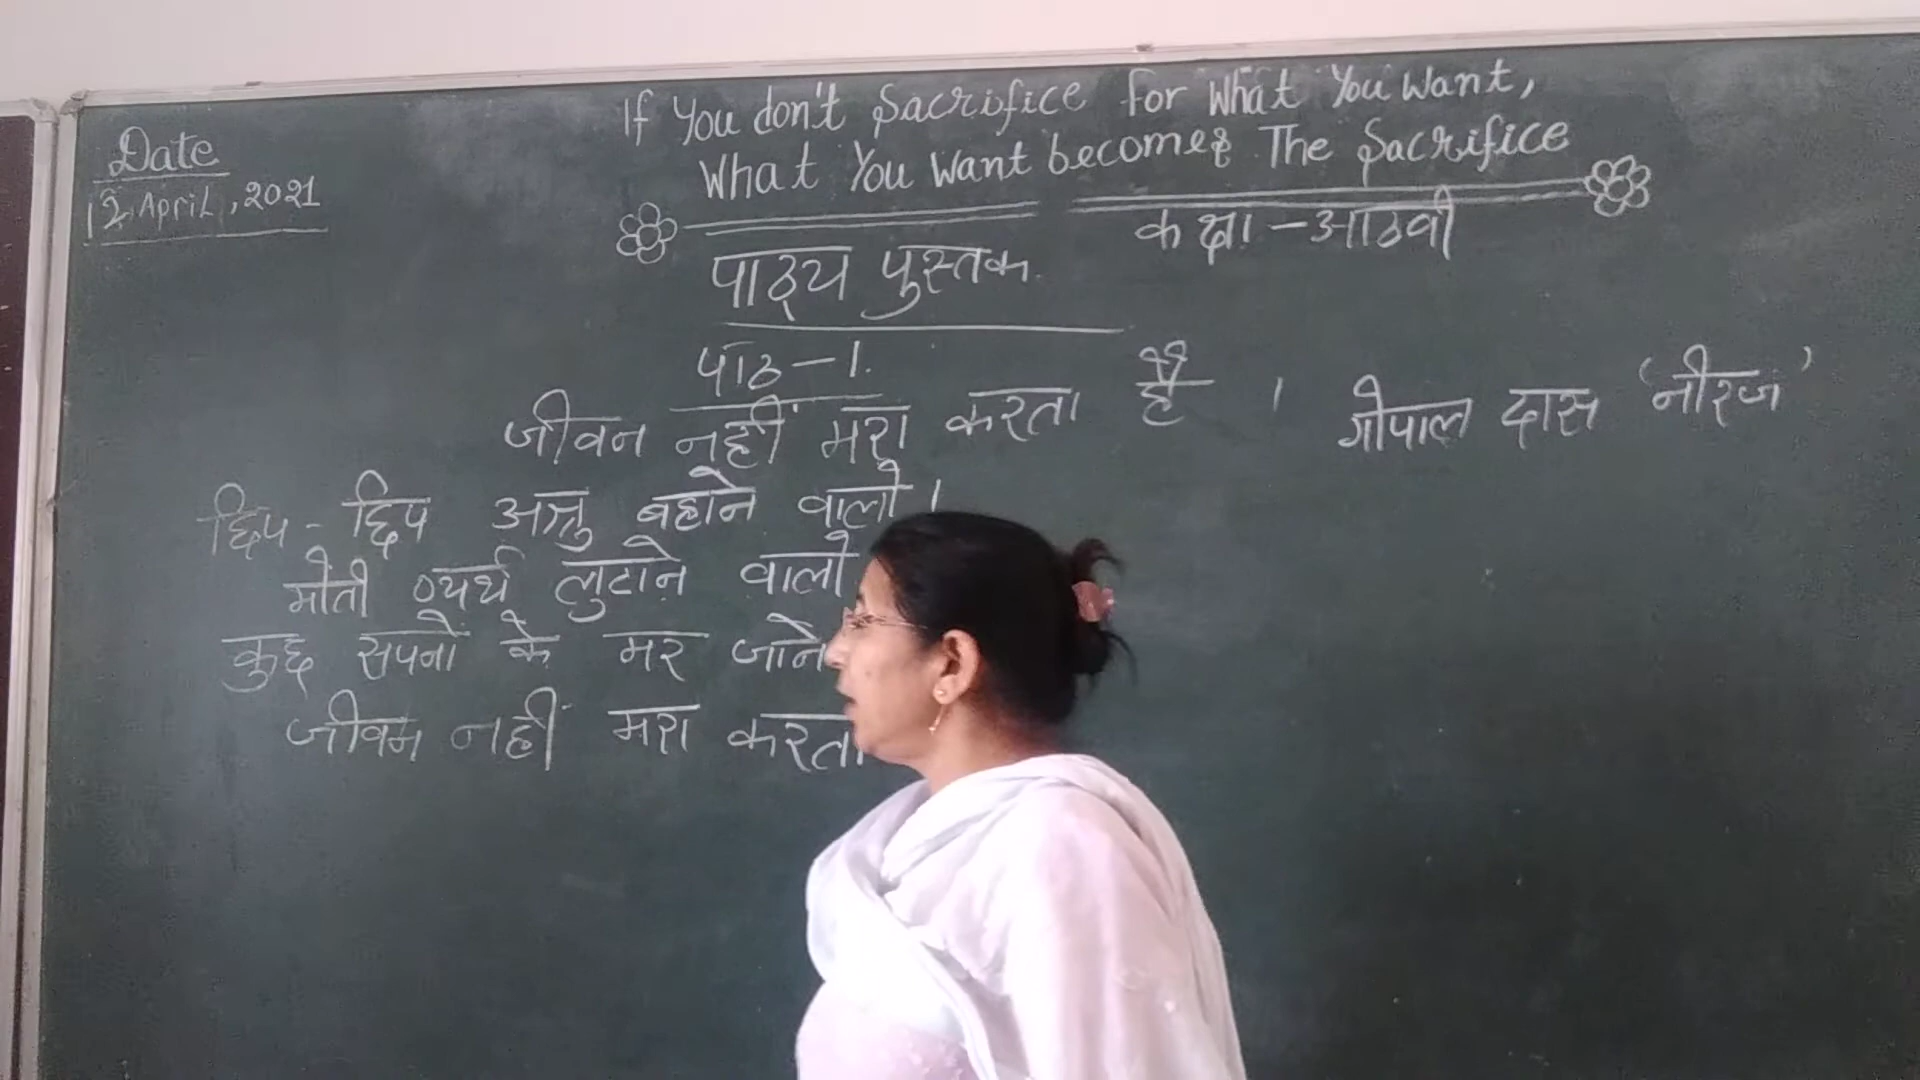 If You don't Sacrifice For What You Want,
What You Want becomes The Sacrifice
Date
12 April, 2021
कक्षा - आठवी
पाठ्य पुस्तक
पाठ - 1.
जीवन नहीं मरा करता है । गोपाल दास 'नीरज'
छिप - छिप अश्रु बहाने वालो ।
मोती व्यर्थ लुटाने वालो
कुछ सपनों के मर जाने
जीवन नहीं मरा करता